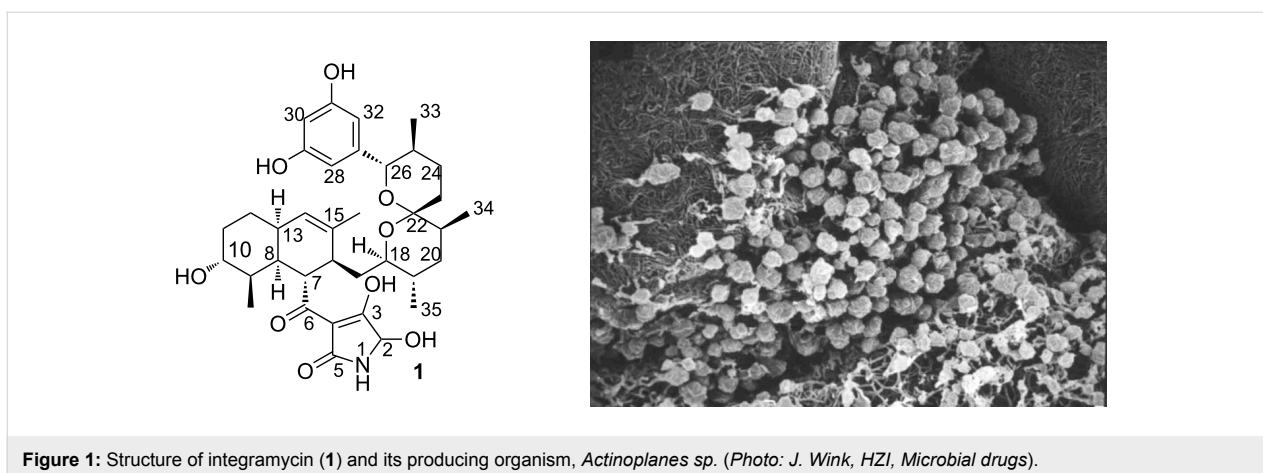 OH
30
32
33
HO
28
26
24
O
34
H
15
O
22
13
10
H
18
20
8
HO
H
7
OH
35
O
6
3
OH
1
2
5
O
N
H
1
Figure 1: Structure of integramycin (1) and its producing organism, Actinoplanes sp. (Photo: J. Wink, HZI, Microbial drugs).